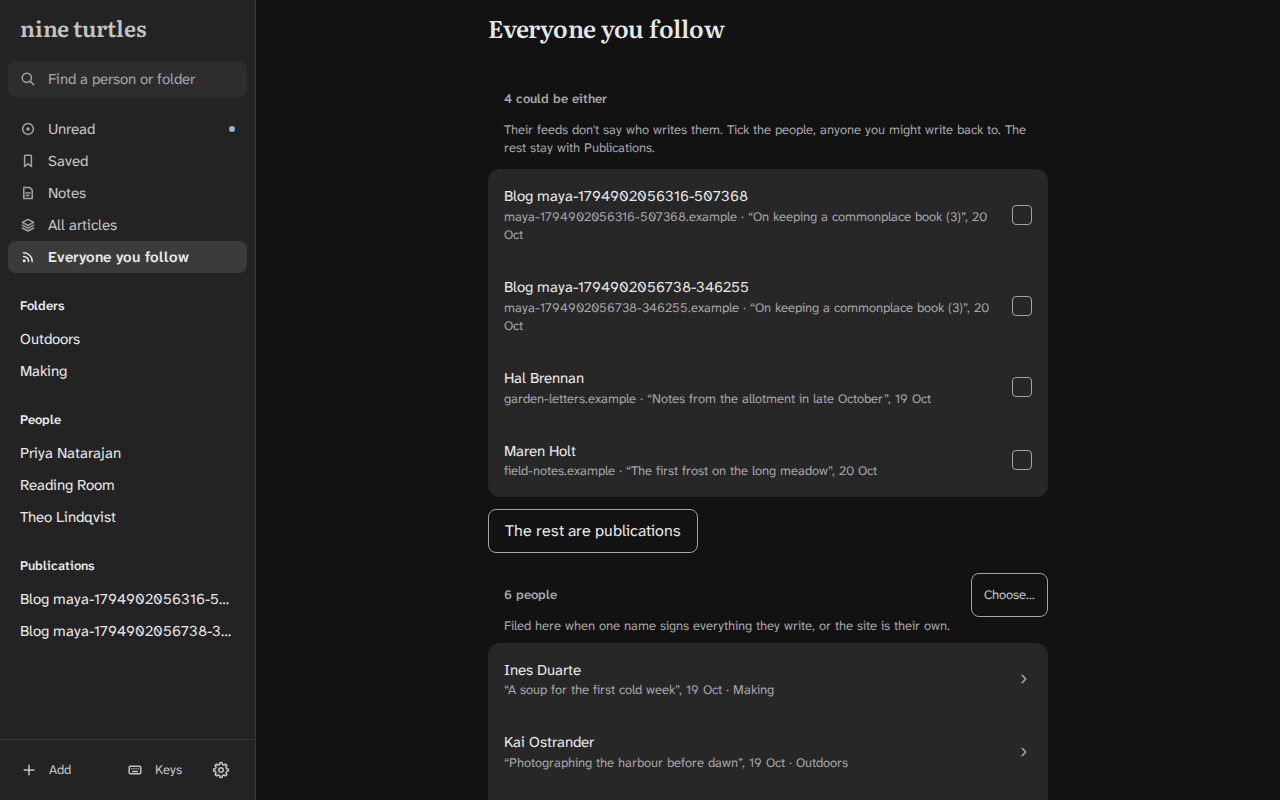 nine turtles
Find a person or folder
Unread
Saved
Notes
All articles
Everyone you follow
Folders
Outdoors
Making
People
Priya Natarajan
Reading Room
Theo Lindqvist
Publications
Blog maya-1794902056316-5...
Blog maya-1794902056738-3...
Add
Keys
Everyone you follow
4 could be either
Their feeds don't say who writes them. Tick the people, anyone you might write back to. The
rest stay with Publications.
Blog maya-1794902056316-507368
maya-1794902056316-507368.example · “On keeping a commonplace book (3)”, 20
Oct
Blog maya-1794902056738-346255
maya-1794902056738-346255.example · “On keeping a commonplace book (3)”, 20
Oct
Hal Brennan
garden-letters.example · “Notes from the allotment in late October”, 19 Oct
Maren Holt
field-notes.example · “The first frost on the long meadow”, 20 Oct
The rest are publications
6 people
Choose...
Filed here when one name signs everything they write, or the site is their own.
Ines Duarte
“A soup for the first cold week”, 19 Oct · Making
Kai Ostrander
“Photographing the harbour before dawn”, 19 Oct · Outdoors